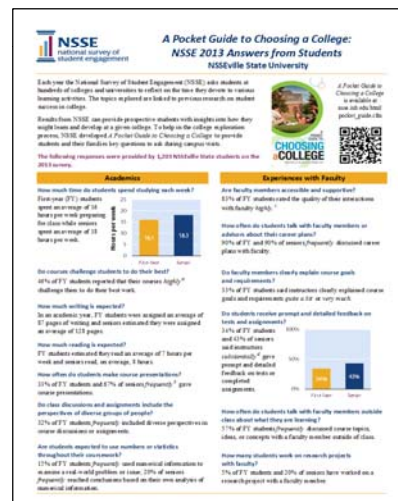 NSSE
national survey of
student engagement
A Pocket Guide to Choosing a College:
NSSE 2013 Answers from Students
NSSEville State University
Each year the National Survey of Student Engagement (NSSE) asks students at
hundreds of colleges and universities to reflect on the time they devote to various
learning activities. The topics explored are linked to previous research on student
success in college.
Results from NSSE can provide prospective students with insights into how they
might learn and develop at a given college. To help in the college exploration
process, NSSE developed A Pocket Guide to Choosing a College to provide
students and their families key questions to ask during campus visits.
The following responses were provided by 1,203 NSSEville State students on the
2013 survey.
CHOOSING
a COLLEGE
A Pocket Guide to
Choosing a College
is available at
nsse.iub.edu/html/
pocket_guide.cfm
Academics
How much time do students spend studying each week?
First-year (FY) students
spent an average of 16
hours per week preparing
for class while seniors
spent an average of 18
hours per week.
Hours per week
25
20
15
10
5
0
First-year
Senior
Do courses challenge students to do their best?
students reported that their courses highly
challenge them to do their best work.
How much writing is expected?
In an academic year, FY students were assigned an average of
87 pages of writing and seniors estimated they were assigned
an average of 128 pages.
How much reading is expected?
FY students estimated they read an average of 7 hours per
week and seniors read, on average, 8 hours.
How often do students make course presentations?
33% of FY students and 67% of seniors frequently gave
course presentations.
Do class discussions and assignments include the
perspectives of diverse groups of people?
52% of FY students frequently included diverse perspectives in
course discussions or assignments.
Are students expected to use numbers or statistics
throughout their coursework?
15% of FY students frequently used numerical information to
examine a real-world problem or issue; 20% of seniors
frequently reached conclusions based on their own analysis of
numerical information.
Experiences with Faculty
Are faculty members accessible and supportive?
students rated the quality of their interactions
with faculty highly.
How often do students talk with faculty members or
advisors about their career plans?
of FY and 90% of seniors frequently discussed career
plans with faculty.
Do faculty members clearly explain course goals
and requirements?
of FY students said instructors clearly explained course
goals and requirements quite a bit or very much.
Do students receive prompt and detailed feedback on
tests and assignments?
of FY students
and 43% of seniors
said instructors
substantially gave
prompt and detailed
feedback on tests or
completed
assignments.
100%
50%
0%
First-year
Senior
How often do students talk with faculty members outside
class about what they are learning?
57% of FY students frequently discussed course topics,
ideas, or concepts with a faculty member outside of class.
How many students work on research projects
with faculty?
5% of FY students and 20% of seniors have worked on a
research project with a faculty member.